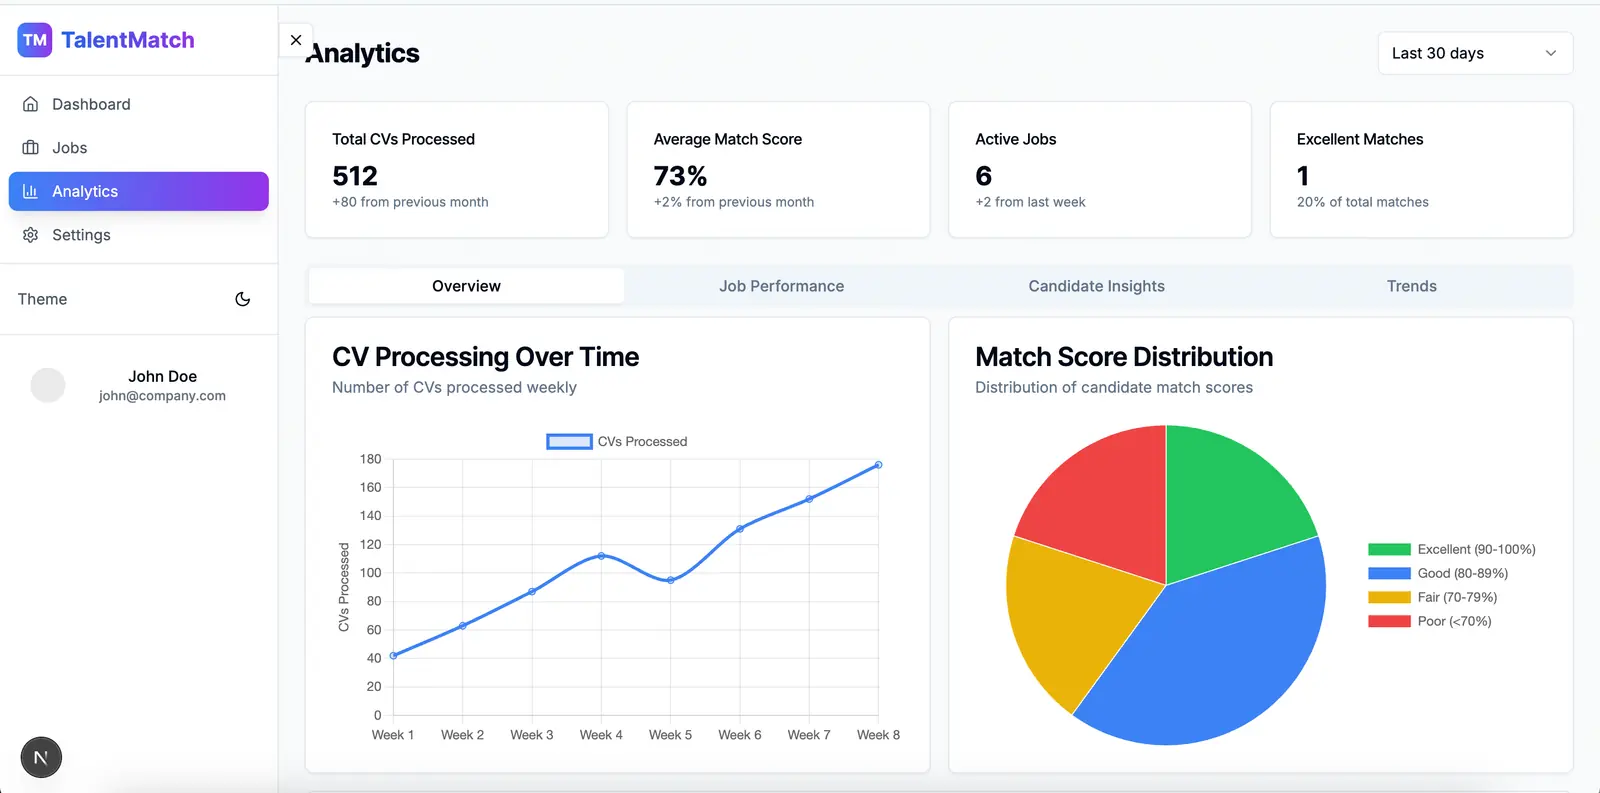 TM TalentMatch
Dashboard
Jobs
Analytics
Settings
Theme
John Doe
john@company.com
N
Analytics
Last 30 days
Total CVs Processed
512
+80 from previous month
Average Match Score
73%
+2% from previous month
Active Jobs
6
+2 from last week
Excellent Matches
1
20% of total matches
Overview
Job Performance
Candidate Insights
Trends
CV Processing Over Time
Number of CVs processed weekly
CVs Processed
CVs Processed
180
160
140
120
100
80
60
40
20
0
Week 1 Week 2 Week 3 Week 4 Week 5 Week 6 Week 7 Week 8
Match Score Distribution
Distribution of candidate match scores
Excellent (90-100%)
Good (80-89%)
Fair (70-79%)
Poor (<70%)